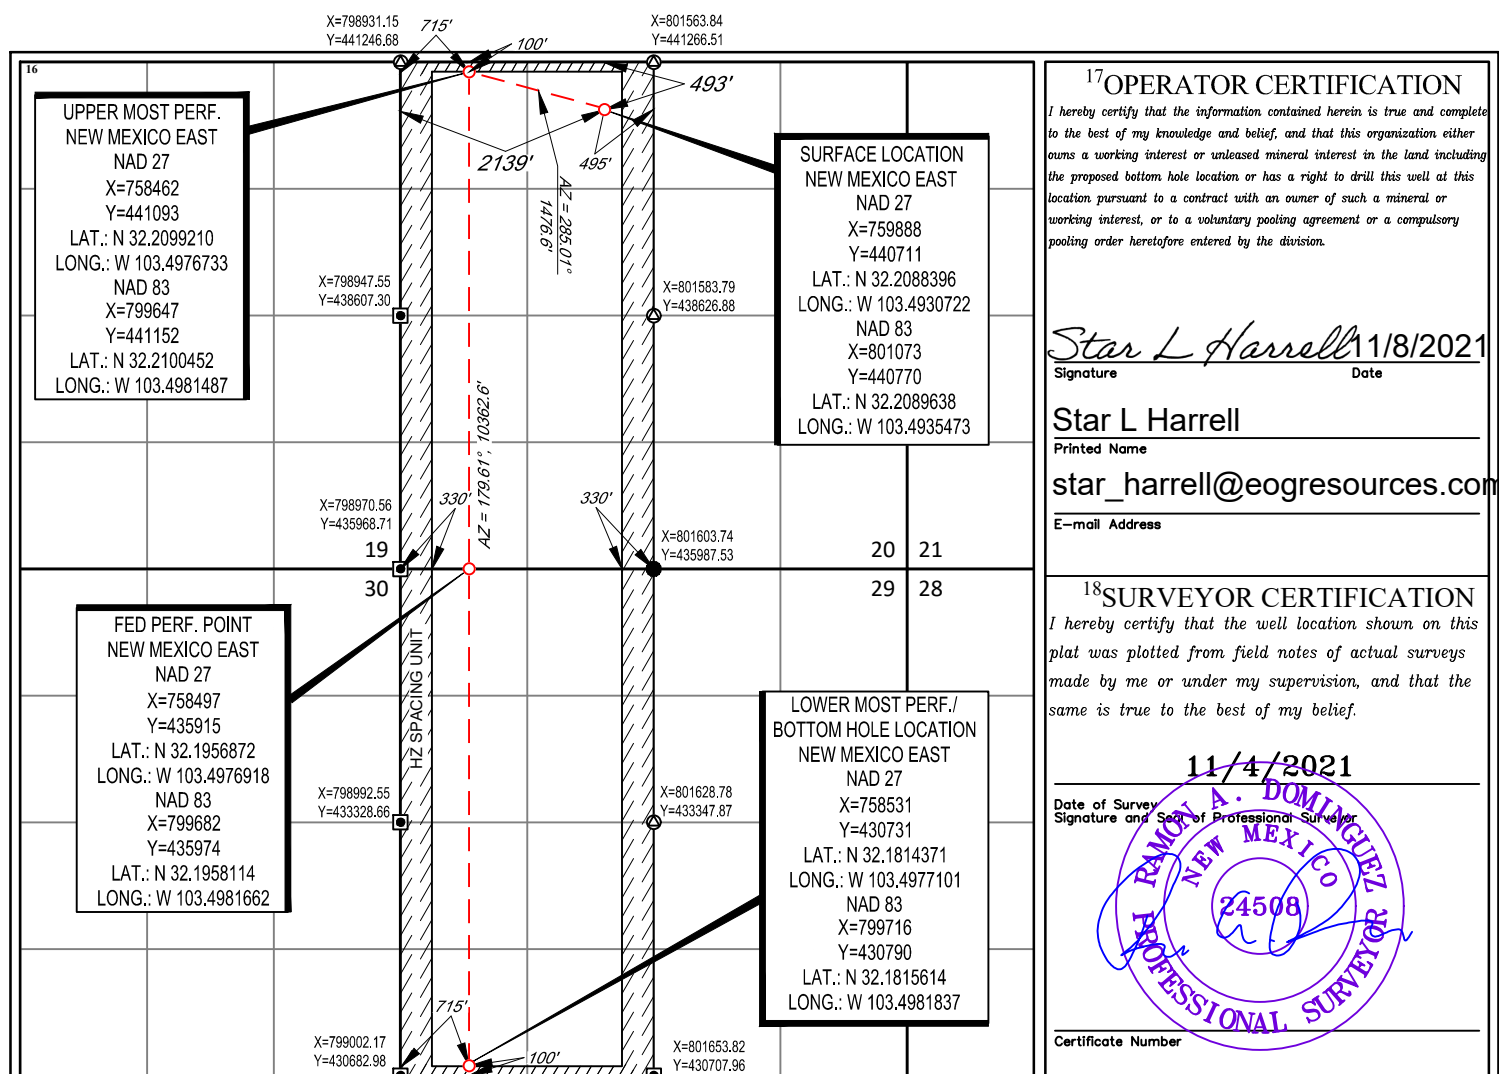 X=798931.15
Y=441246.68
715'
100'
X=801563.84
Y=441266.51
16
493'
2139'
495'
AZ = 285.01°
1476.6'
UPPER MOST PERF.
NEW MEXICO EAST
NAD 27
X=758462
Y=441093
LAT.: N 32.2099210
LONG.: W 103.4976733
NAD 83
X=799647
Y=441152
LAT.: N 32.2100452
LONG.: W 103.4981487
SURFACE LOCATION
NEW MEXICO EAST
NAD 27
X=759888
Y=440711
LAT.: N 32.2088396
LONG.: W 103.4930722
NAD 83
X=801073
Y=440770
LAT.: N 32.2089638
LONG.: W 103.4935473
X=798947.55
Y=438607.30
X=801583.79
Y=438626.88
AZ = 179.61°, 10362.6'
330'
330'
X=798970.56
Y=435968.71
X=801603.74
Y=435987.53
19
20 21
30
29 28
HZ SPACING UNIT
FED PERF. POINT
NEW MEXICO EAST
NAD 27
X=758497
Y=435915
LAT.: N 32.1956872
LONG.: W 103.4976918
NAD 83
X=799682
Y=435974
LAT.: N 32.1958114
LONG.: W 103.4981662
X=798992.55
Y=433328.66
X=801628.78
Y=433347.87
LOWER MOST PERF./
BOTTOM HOLE LOCATION
NEW MEXICO EAST
NAD 27
X=758531
Y=430731
LAT.: N 32.1814371
LONG.: W 103.4977101
NAD 83
X=799716
Y=430790
LAT.: N 32.1815614
LONG.: W 103.4981837
715'
100'
X=799002.17
Y=430682.98
X=801653.82
Y=430707.96
17OPERATOR CERTIFICATION
I hereby certify that the information contained herein is true and complete
to the best of my knowledge and belief, and that this organization either
owns a working interest or unleased mineral interest in the land including
the proposed bottom hole location or has a right to drill this well at this
location pursuant to a contract with an owner of such a mineral or
working interest, or to a voluntary pooling agreement or a compulsory
pooling order heretofore entered by the division.
Star L Harrell 11/8/2021
Signature Date
Star L Harrell
Printed Name
star_harrell@eogresources.com
E-mail Address
18SURVEYOR CERTIFICATION
I hereby certify that the well location shown on this
plat was plotted from field notes of actual surveys
made by me or under my supervision, and that the
same is true to the best of my belief.
11/4/2021
Date of Survey
Signature and Seal of Professional Surveyor
RAMON A. DOMINGUEZ
NEW MEXICO
24508
PROFESSIONAL SURVEYOR
Certificate Number